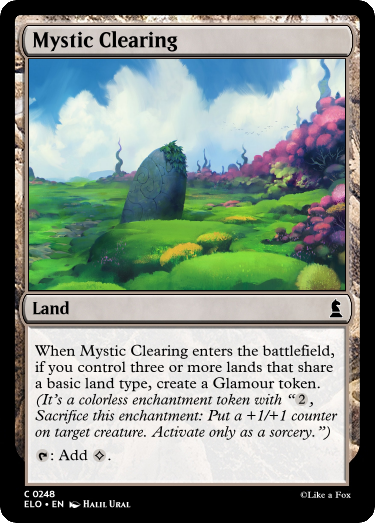 Mystic Clearing
Land
When Mystic Clearing enters the battlefield,
if you control three or more lands that share
a basic land type, create a Glamour token.
(It's a colorless enchantment token with “2,
Sacrifice this enchantment: Put a +1/+1 counter
on target creature. Activate only as a sorcery.”)
: Add .
C 0248
ELO • EN Halil Ural
©Like a Fox